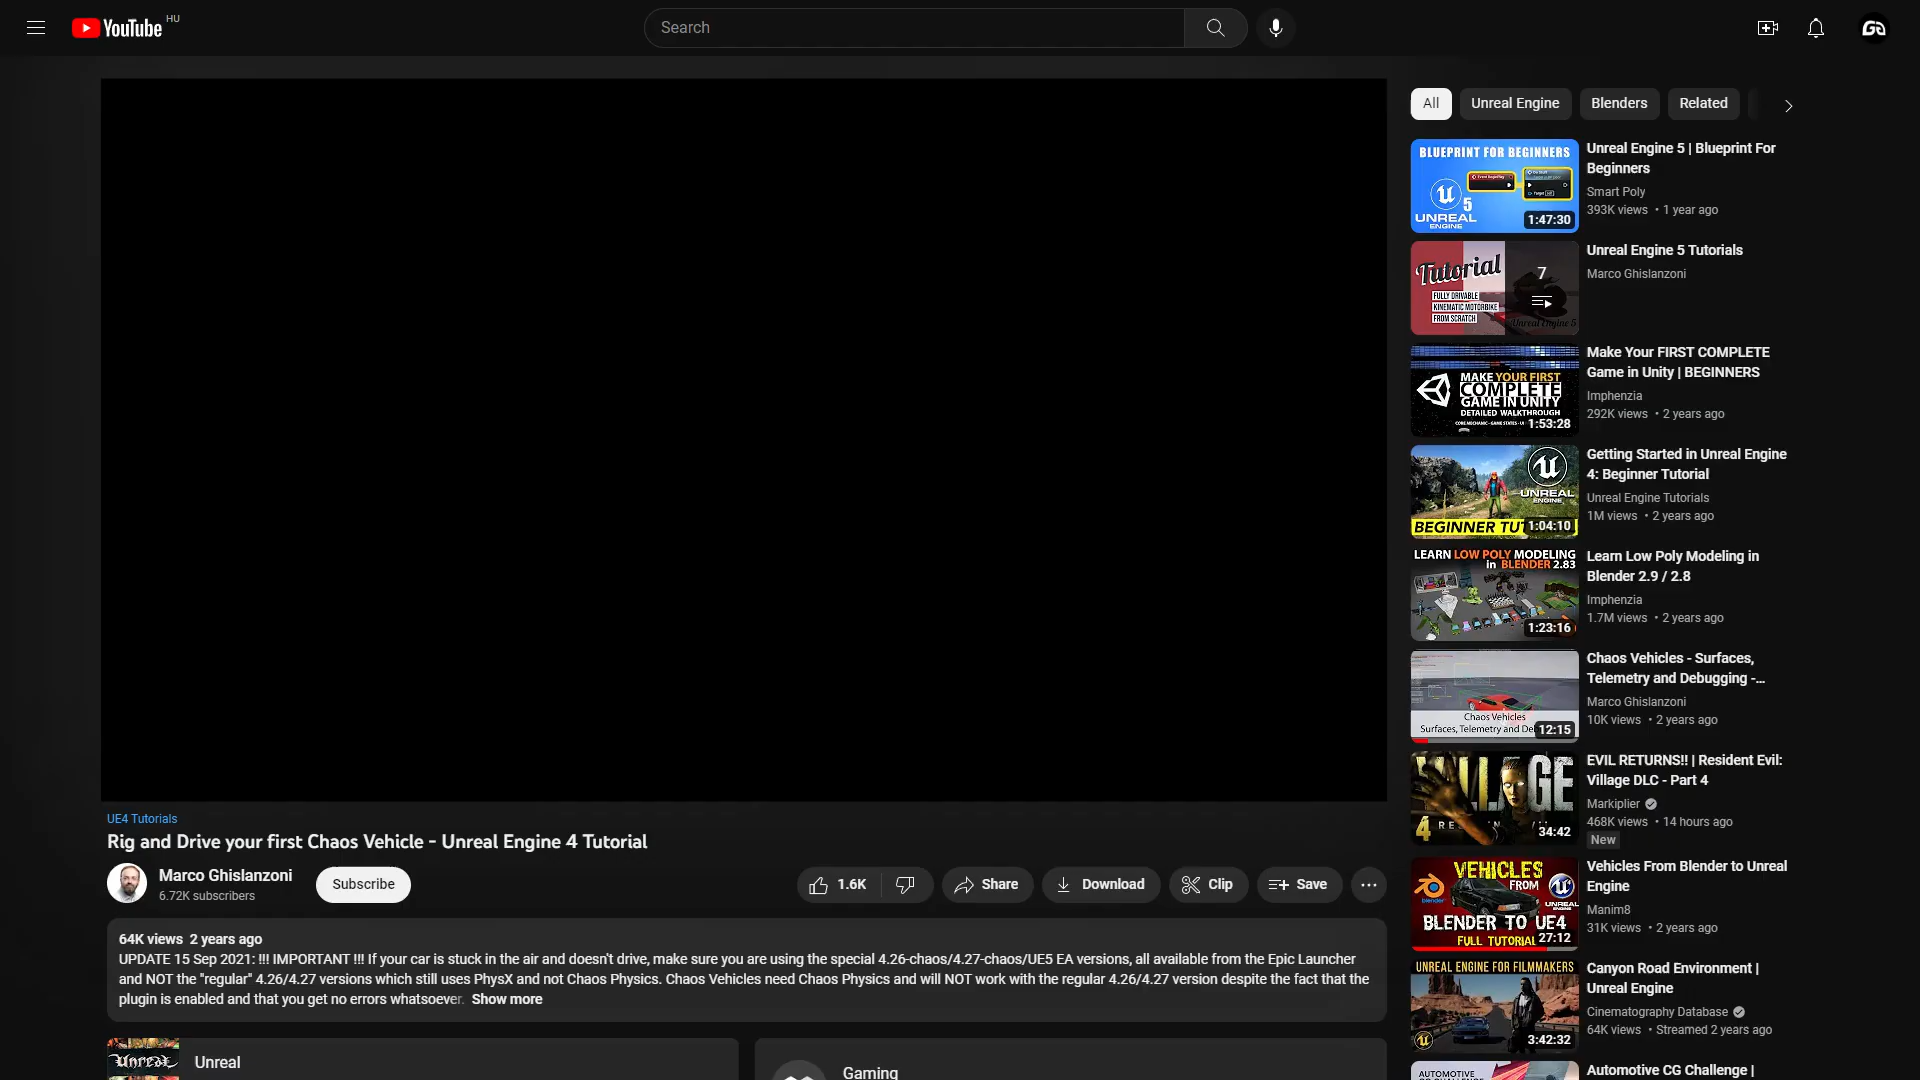 YouTube HU
Search
All
Unreal Engine
Blenders
Related
BLUEPRINT FOR BEGINNERS
5
UNREAL
ENGINE
1:47:30
Unreal Engine 5 | Blueprint For
Beginners
Smart Poly
393K views • 1 year ago
Tutorial
FULLY DRIVABLE
KINEMATIC MOTORBIKE
FROM SCRATCH
7
Unreal Engine 5
Unreal Engine 5 Tutorials
Marco Ghislanzoni
MAKE YOUR FIRST
COMPLETE
GAME IN UNITY
DETAILED WALKTHROUGH
1:53:28
Make Your FIRST COMPLETE
Game in Unity | BEGINNERS
Imphenzia
292K views • 2 years ago
UNREAL
ENGINE
BEGINNER TUT
1:04:10
Getting Started in Unreal Engine
4: Beginner Tutorial
Unreal Engine Tutorials
1M views • 2 years ago
LEARN LOW POLY MODELING
in BLENDER 2.83
1:23:16
Learn Low Poly Modeling in
Blender 2.9 / 2.8
Imphenzia
1.7M views • 2 years ago
Chaos Vehicles
Surfaces, Telemetry and Deb
12:15
Chaos Vehicles - Surfaces,
Telemetry and Debugging -...
Marco Ghislanzoni
10K views • 2 years ago
VILLAGE
4
34:42
EVIL RETURNS!! | Resident Evil:
Village DLC - Part 4
Markiplier
468K views • 14 hours ago
New
VEHICLES
FROM
blender
UNREAL
BLENDER TO UE4
FULL TUTORIAL
27:12
Vehicles From Blender to Unreal
Engine
Manim8
31K views • 2 years ago
UNREAL ENGINE FOR FILMMAKERS
3:42:32
Canyon Road Environment |
Unreal Engine
Cinematography Database
64K views • Streamed 2 years ago
AUTOMOTIVE
Automotive CG Challenge |
UE4 Tutorials
Rig and Drive your first Chaos Vehicle - Unreal Engine 4 Tutorial
Marco Ghislanzoni
6.72K subscribers
Subscribe
1.6K
Share
Download
Clip
Save
64K views 2 years ago
UPDATE 15 Sep 2021: !!! IMPORTANT !!! If your car is stuck in the air and doesn't drive, make sure you are using the special 4.26-chaos/4.27-chaos/UE5 EA versions, all available from the Epic Launcher
and NOT the "regular" 4.26/4.27 versions which still uses PhysX and not Chaos Physics. Chaos Vehicles need Chaos Physics and will NOT work with the regular 4.26/4.27 version despite the fact that the
plugin is enabled and that you get no errors whatsoever. Show more
Unreal
Unreal
Gaming